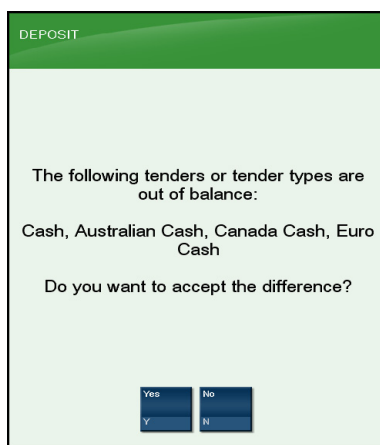 DEPOSIT
The following tenders or tender types are
out of balance:
Cash, Australian Cash, Canada Cash, Euro
Cash
Do you want to accept the difference?
Yes No
Y N